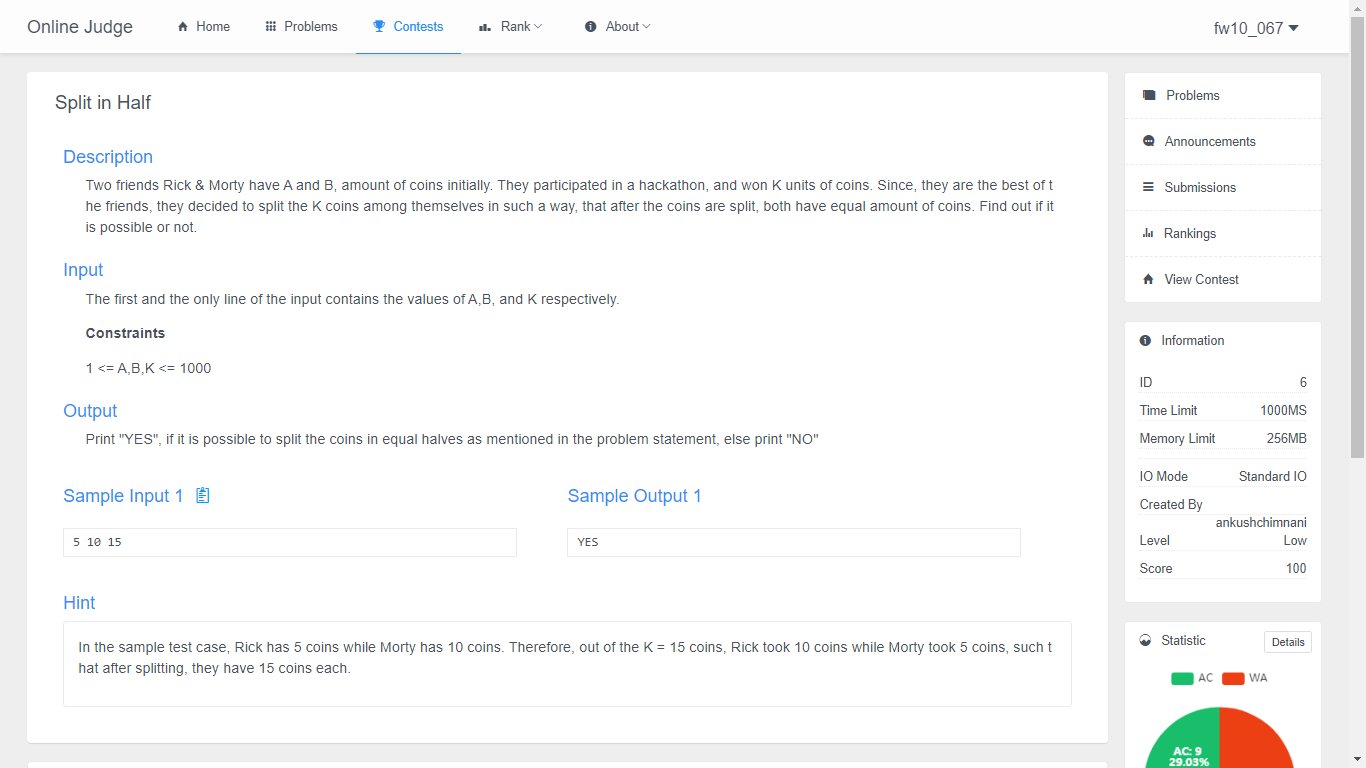 Online Judge
Home
Problems
Contests
Rank
About
fw10_067
Split in Half
Description
Two friends Rick & Morty have A and B, amount of coins initially. They participated in a hackathon, and won K units of coins. Since, they are the best of t
he friends, they decided to split the K coins among themselves in such a way, that after the coins are split, both have equal amount of coins. Find out if it
is possible or not.
Input
The first and the only line of the input contains the values of A,B, and K respectively.
Constraints
1 <= A,B,K <= 1000
Output
Print "YES", if it is possible to split the coins in equal halves as mentioned in the problem statement, else print "NO"
Sample Input 1
5 10 15
Sample Output 1
YES
Hint
In the sample test case, Rick has 5 coins while Morty has 10 coins. Therefore, out of the K = 15 coins, Rick took 10 coins while Morty took 5 coins, such t
hat after splitting, they have 15 coins each.
Problems
Announcements
Submissions
Rankings
View Contest
Information
ID 6
Time Limit 1000MS
Memory Limit 256MB
IO Mode Standard IO
Created By
ankushchimnani
Level Low
Score 100
Statistic
Details
AC WA
AC: 9
29.03%